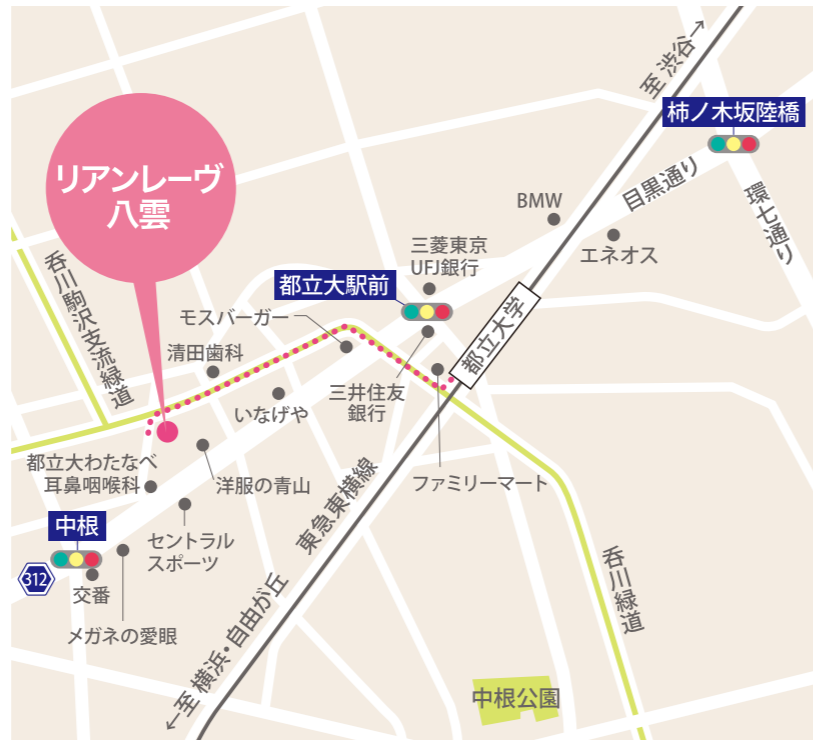 至 渋谷→
柿ノ木坂陸橋
リアンレーヴ
八雲
目黒通り
環七通り
BMW
エネオス
三菱東京
UFJ銀行
都立大駅前
呑川駒沢支流緑道
モスバーガー
清田歯科
都立大学
いなげや
三井住友
銀行
都立大わたなべ
耳鼻咽喉科
洋服の青山
ファミリーマート
東急東横線
中根
セントラル
スポーツ
312
交番
メガネの愛眼
呑川緑道
←至 横浜・自由が丘
中根公園